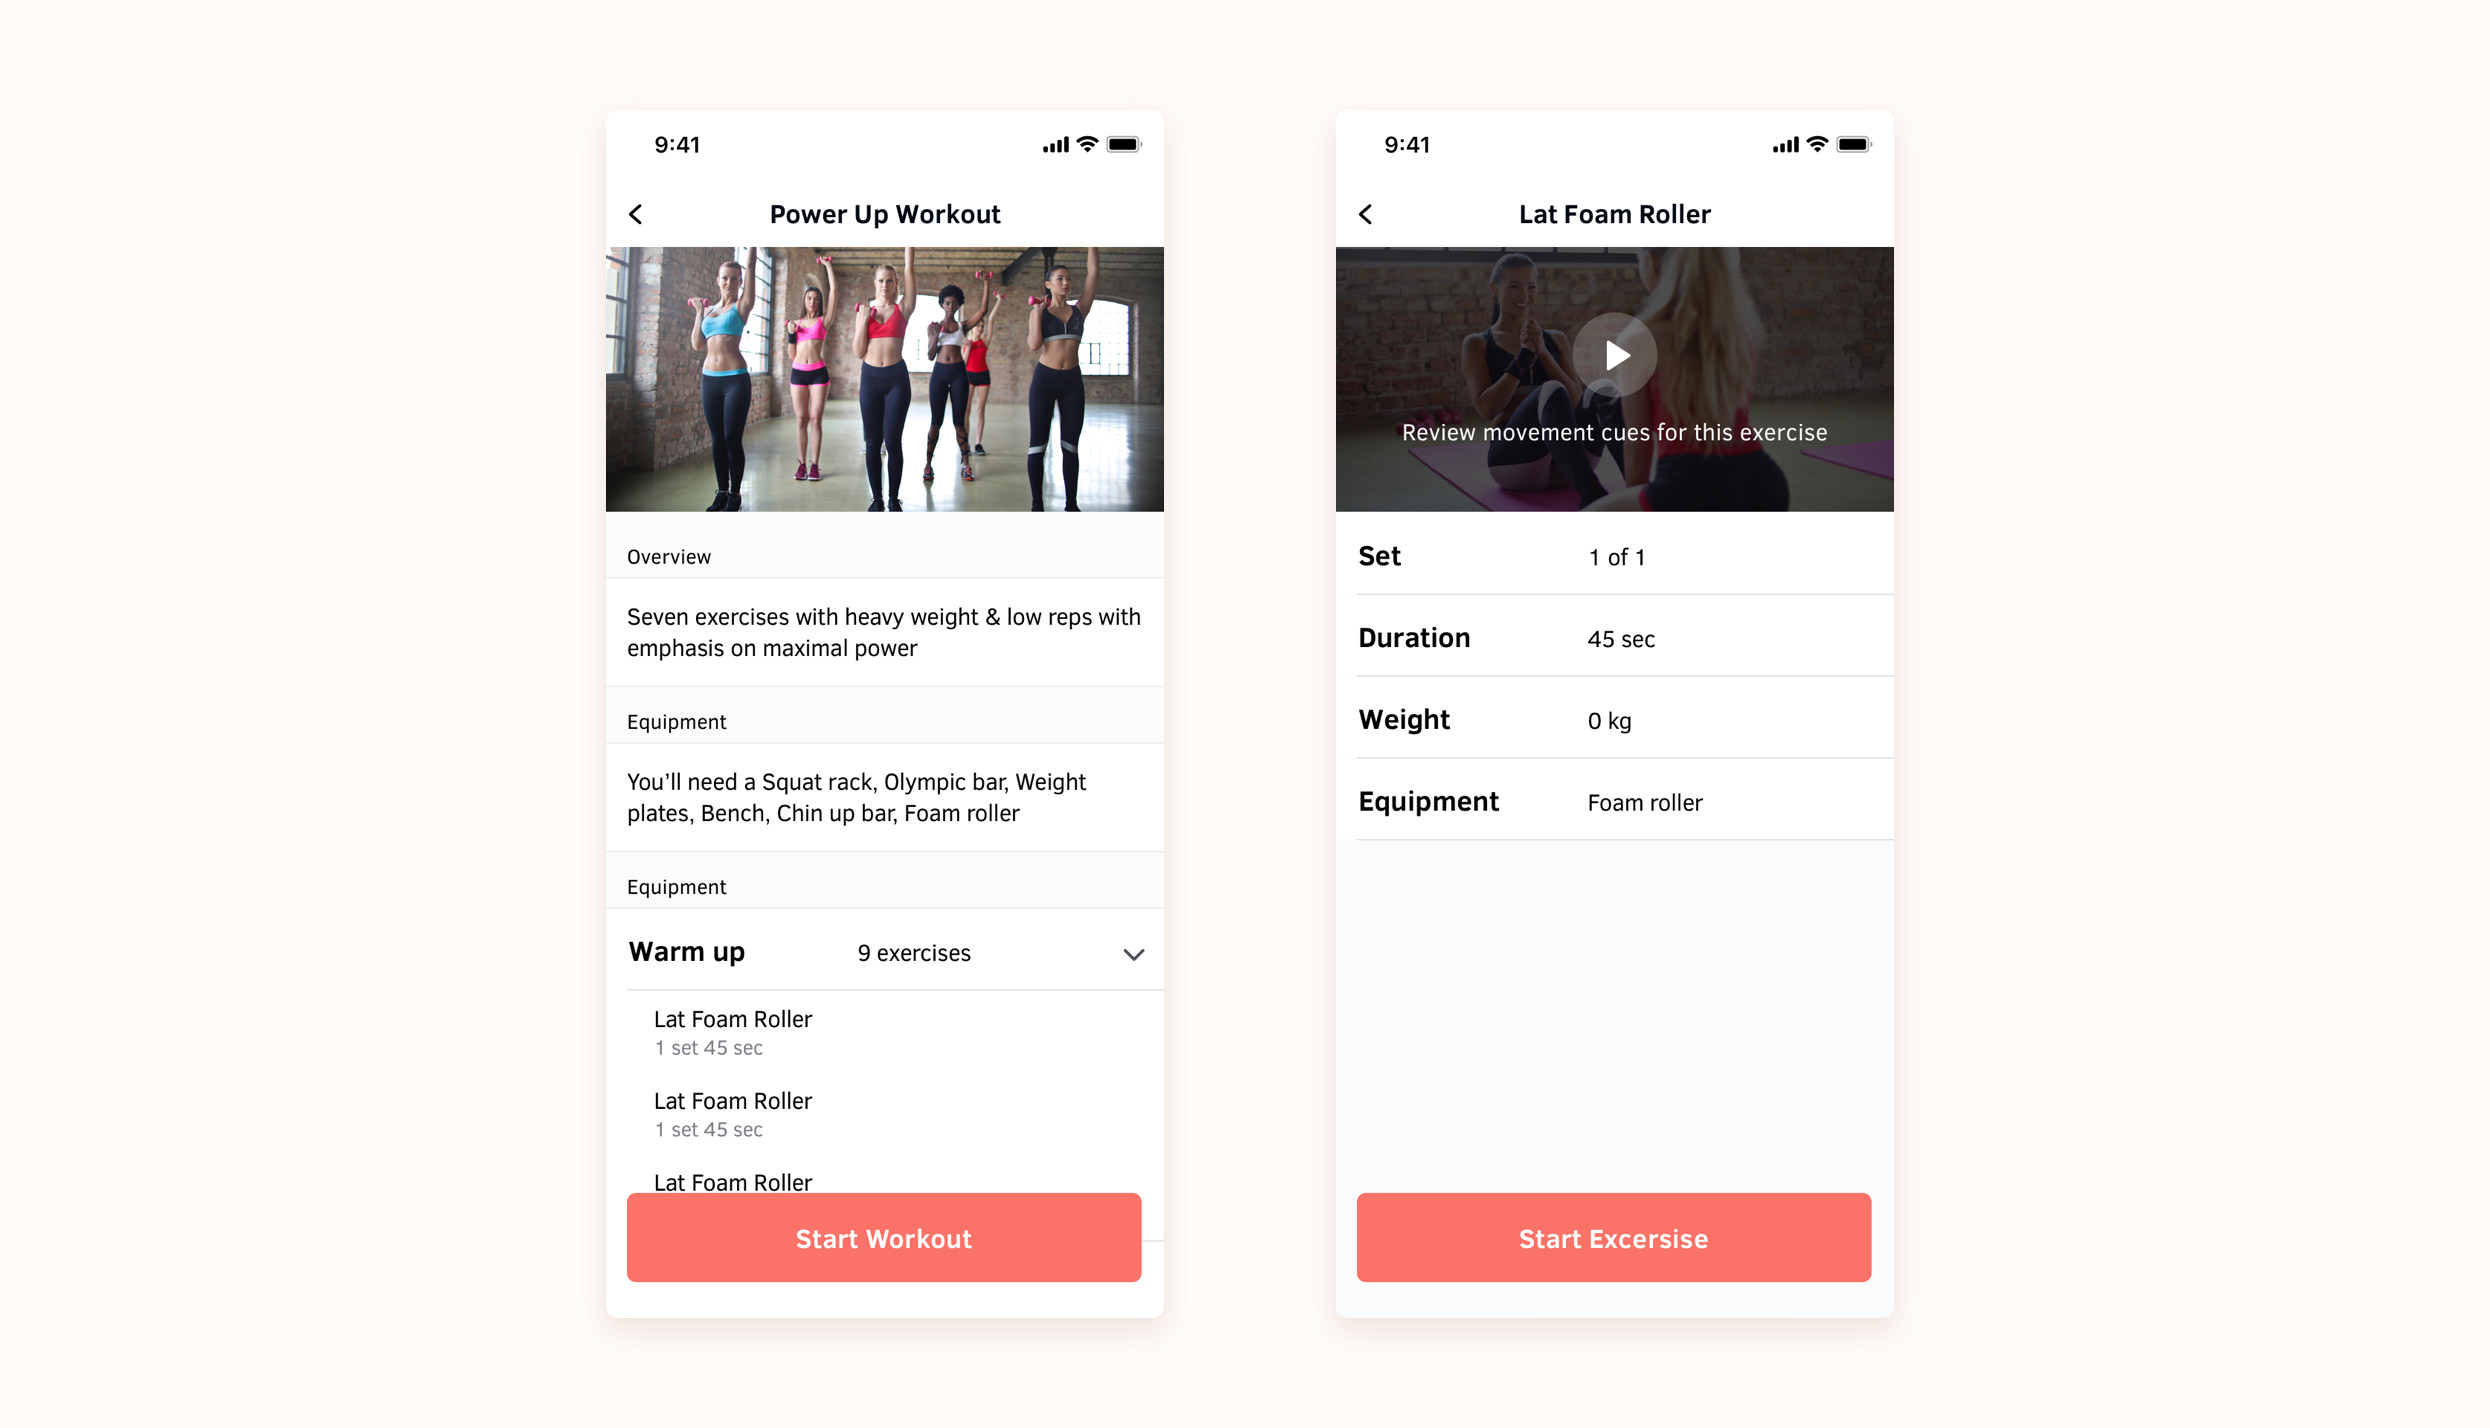 9:41
Power Up Workout
Overview
Seven exercises with heavy weight & low reps with
emphasis on maximal power
Equipment
You’ll need a Squat rack, Olympic bar, Weight
plates, Bench, Chin up bar, Foam roller
Equipment
Warm up 9 exercises
Lat Foam Roller
1 set 45 sec
Lat Foam Roller
1 set 45 sec
Lat Foam Roller
Start Workout
9:41
Lat Foam Roller
Review movement cues for this exercise
Set 1 of 1
Duration 45 sec
Weight 0 kg
Equipment Foam roller
Start Excersise